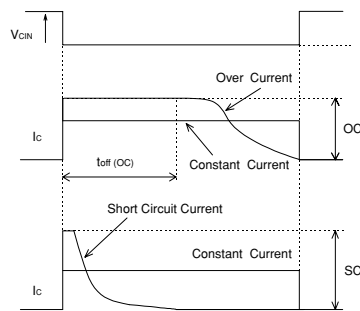 VCIN
Over Current
IC
OC
Constant Current
toff (OC)
Short Circuit Current
Constant Current
IC
SC